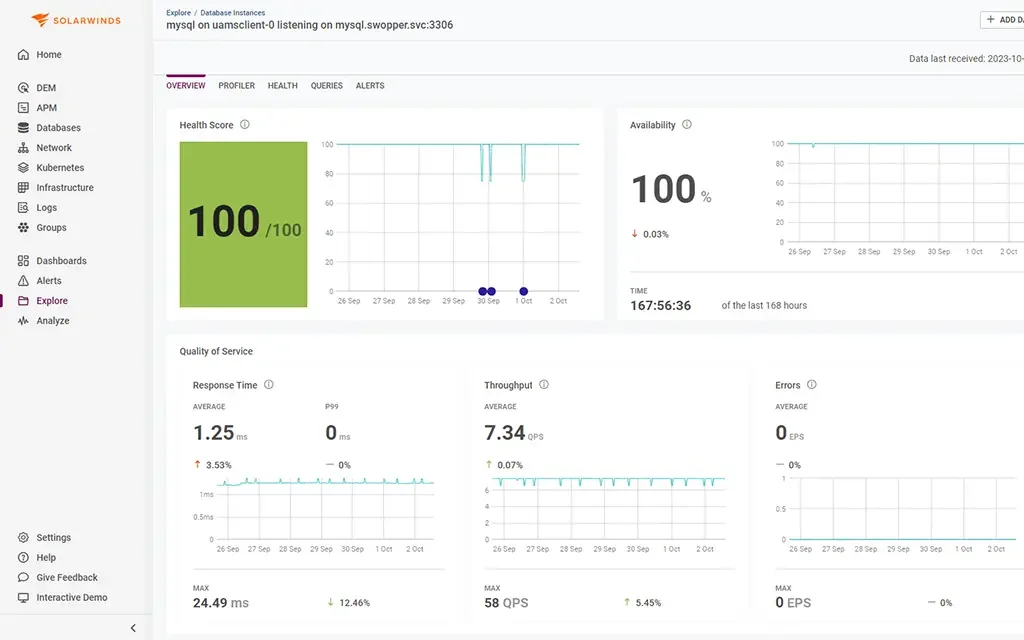 SOLARWINDS
Home
DEM
APM
Databases
Network
Kubernetes
Infrastructure
Logs
Groups
Dashboards
Alerts
Explore
Analyze
Settings
Help
Give Feedback
Interactive Demo
Explore / Database Instances
mysql on uamsclient-0 listening on mysql.swopper.svc:3306
+ ADD DA
Data last received: 2023-10-
OVERVIEW PROFILER HEALTH QUERIES ALERTS
Health Score
100 /100
100
80
60
40
20
0
26 Sep 27 Sep 28 Sep 29 Sep 30 Sep 1 Oct 2 Oct
Availability
100 %
↓ 0.03%
100
80
60
40
20
0
26 Sep 27 Sep 28 Sep 29 Sep 30 Sep 1 Oct 2 Oct
TIME
167:56:36 of the last 168 hours
Quality of Service
Response Time
AVERAGE P99
1.25 ms 0 ms
↑ 3.53% — 0%
1ms
0.5ms
0
26 Sep 27 Sep 28 Sep 29 Sep 30 Sep 1 Oct 2 Oct
MAX
24.49 ms ↓ 12.46%
Throughput
AVERAGE
7.34 QPS
↑ 0.07%
6
4
2
0
26 Sep 27 Sep 28 Sep 29 Sep 30 Sep 1 Oct 2 Oct
MAX
58 QPS ↑ 5.45%
Errors
AVERAGE
0 EPS
— 0%
1
0.5
0
26 Sep 27 Sep 28 Sep 29 Sep 30 Sep 1 Oct 2 Oct
MAX
0 EPS — 0%